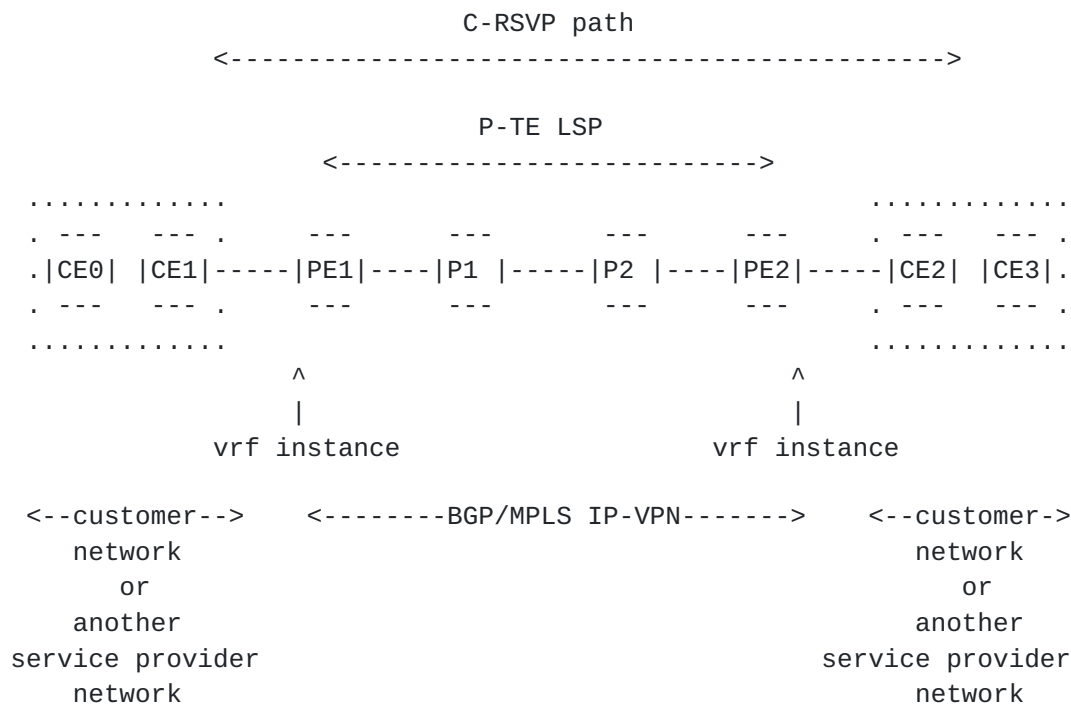 C-RSVP path
<---------------------------------------------->
P-TE LSP
<--------------------------->
............. .............
. --- --- . --- --- --- --- . --- --- .
.|CE0| |CE1|-----|PE1|----|P1 |-----|P2 |----|PE2|-----|CE2| |CE3|.
. --- --- . --- --- --- --- . --- --- .
............. .............
^ ^
| |
vrf instance vrf instance
<--customer--> <--------BGP/MPLS IP-VPN-------> <--customer->
network network
or or
another another
service provider service provider
network network